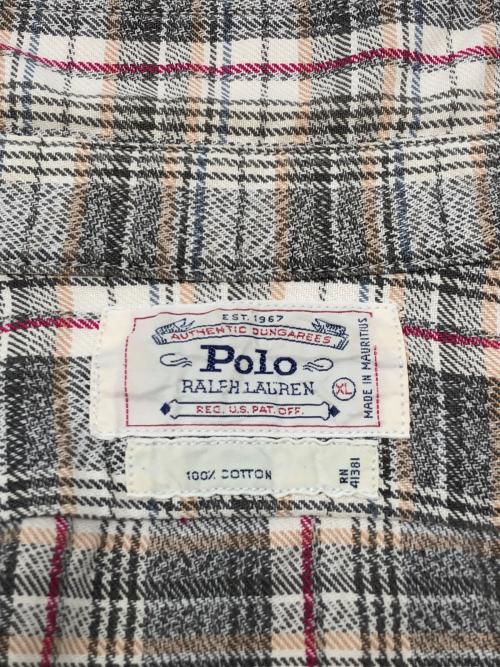 EST. 1967
AUTHENTIC DUNGAREES
Polo
RALPH LAUREN
XL
REG. U.S. PAT. OFF.
MADE IN MAURITIUS
100% COTTON
RN
41381